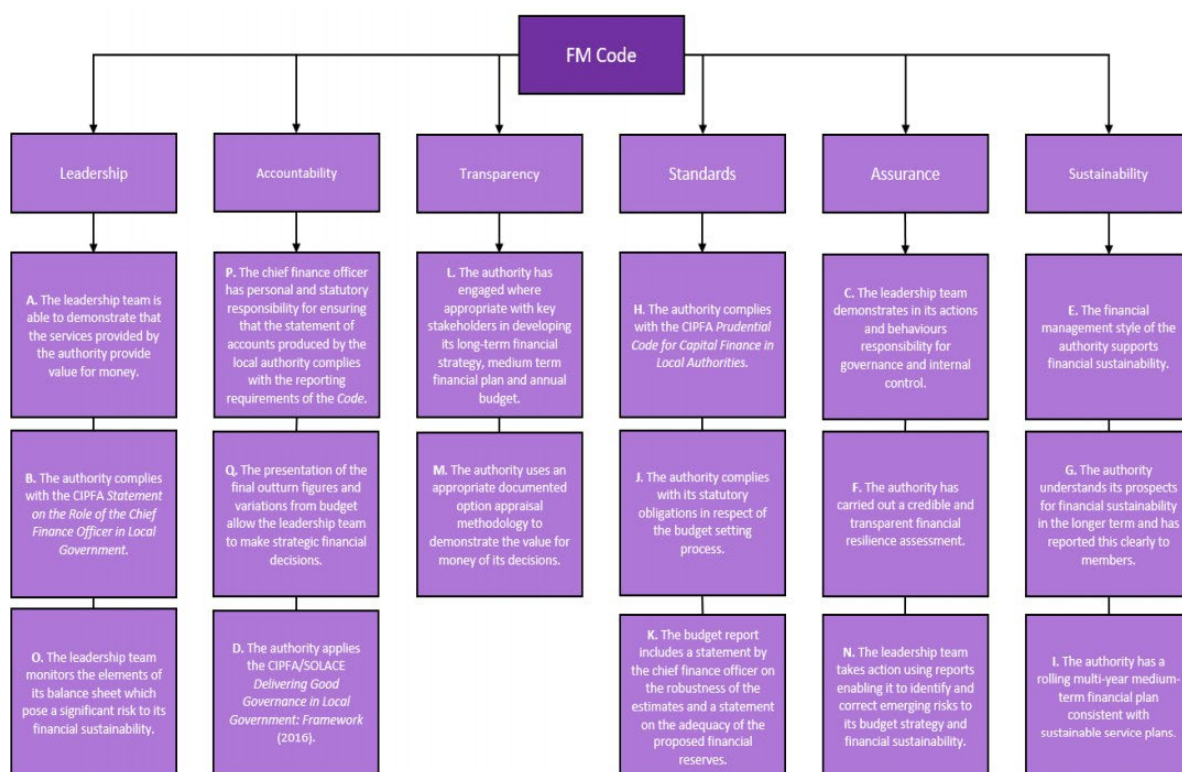 FM Code
Leadership
Accountability
Transparency
Standards
Assurance
Sustainability
A. The leadership team is
able to demonstrate that
the services provided by
the authority provide
value for money.
P. The chief finance officer
has personal and statutory
responsibility for ensuring
that the statement of
accounts produced by the
local authority complies
with the reporting
requirements of the Code.
L. The authority has
engaged where
appropriate with key
stakeholders in developing
its long-term financial
strategy, medium term
financial plan and annual
budget.
H. The authority complies
with the CIPFA Prudential
Code for Capital Finance in
Local Authorities.
C. The leadership team
demonstrates in its actions
and behaviours
responsibility for
governance and internal
control.
E. The financial
management style of the
authority supports
financial sustainability.
B. The authority complies
with the CIPFA Statement
on the Role of the Chief
Finance Officer in Local
Government.
Q. The presentation of the
final outturn figures and
variations from budget
allow the leadership team
to make strategic financial
decisions.
M. The authority uses an
appropriate documented
option appraisal
methodology to
demonstrate the value for
money of its decisions.
J. The authority complies
with its statutory
obligations in respect of
the budget setting
process.
F. The authority has
carried out a credible and
transparent financial
resilience assessment.
G. The authority
understands its prospects
for financial sustainability
in the longer term and has
reported this clearly to
members.
O. The leadership team
monitors the elements of
its balance sheet which
pose a significant risk to its
financial sustainability.
D. The authority applies
the CIPFA/SOLACE
Delivering Good
Governance in Local
Government: Framework
(2016).
K. The budget report
includes a statement by
the chief finance officer on
the robustness of the
estimates and a statement
on the adequacy of the
proposed financial
reserves.
N. The leadership team
takes action using reports
enabling it to identify and
correct emerging risks to
its budget strategy and
financial sustainability.
I. The authority has a
rolling multi-year medium-
term financial plan
consistent with
sustainable service plans.